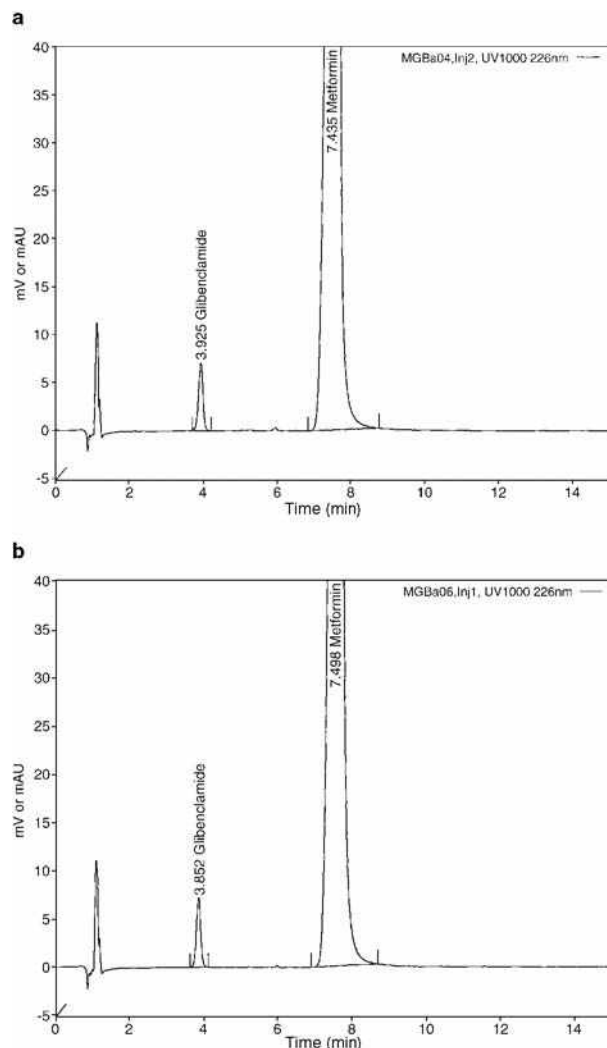 a
40
35
30
25
20
15
10
5
0
-5
mV or mAU
MGBa04,Inj2, UV1000 226nm
3.925 Glibenclamide
7.435 Metformin
0 2 4 6 8 10 12 14
Time (min)
b
40
35
30
25
20
15
10
5
0
-5
mV or mAU
MGBa06,Inj1, UV1000 226nm
3.852 Glibenclamide
7.498 Metformin
0 2 4 6 8 10 12 14
Time (min)